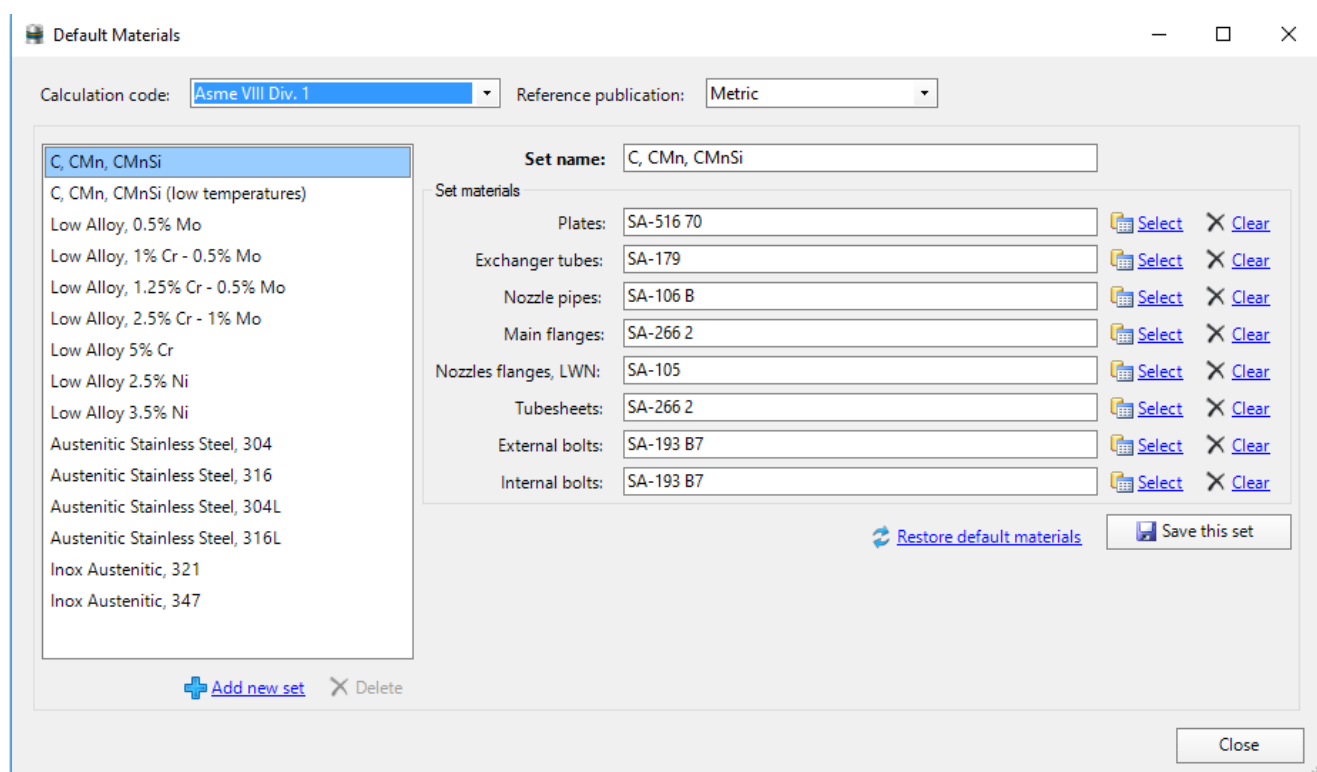 Default Materials
Calculation code: Asme VIII Div. 1 Reference publication: Metric
C, CMn, CMnSi
C, CMn, CMnSi (low temperatures)
Low Alloy, 0.5% Mo
Low Alloy, 1% Cr - 0.5% Mo
Low Alloy, 1.25% Cr - 0.5% Mo
Low Alloy, 2.5% Cr - 1% Mo
Low Alloy 5% Cr
Low Alloy 2.5% Ni
Low Alloy 3.5% Ni
Austenitic Stainless Steel, 304
Austenitic Stainless Steel, 316
Austenitic Stainless Steel, 304L
Austenitic Stainless Steel, 316L
Inox Austenitic, 321
Inox Austenitic, 347
Add new set Delete
Set name: C, CMn, CMnSi
Set materials
Plates: SA-516 70 Select Clear
Exchanger tubes: SA-179 Select Clear
Nozzle pipes: SA-106 B Select Clear
Main flanges: SA-266 2 Select Clear
Nozzles flanges, LWN: SA-105 Select Clear
Tubesheets: SA-266 2 Select Clear
External bolts: SA-193 B7 Select Clear
Internal bolts: SA-193 B7 Select Clear
Restore default materials Save this set
Close